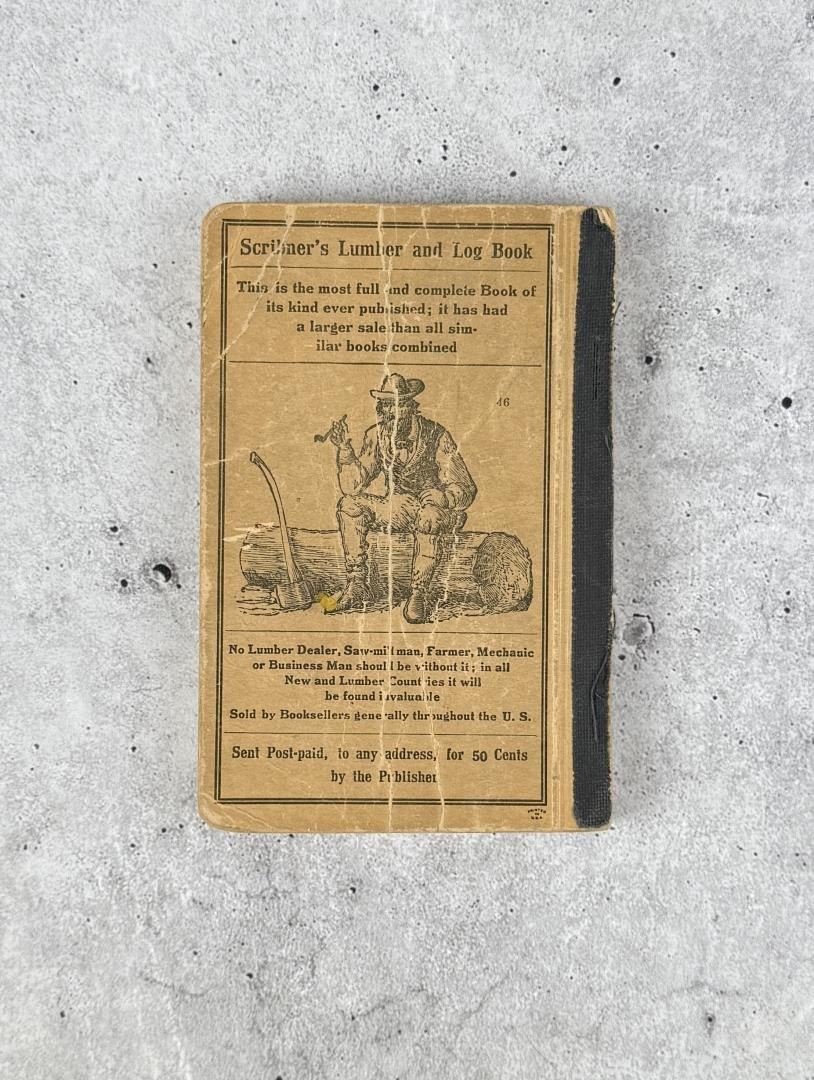 Scribner's Lumber and Log Book
This is the most full and complete Book of
its kind ever published; it has had
a larger sale than all sim-
ilar books combined
46
No Lumber Dealer, Saw-mill man, Farmer, Mechanic
or Business Man should be without it; in all
New and Lumber Countries it will
be found invaluable
Sold by Booksellers generally throughout the U. S.
Sent Post-paid, to any address, for 50 Cents
by the Publisher
PRINTED
IN
U.S.A.